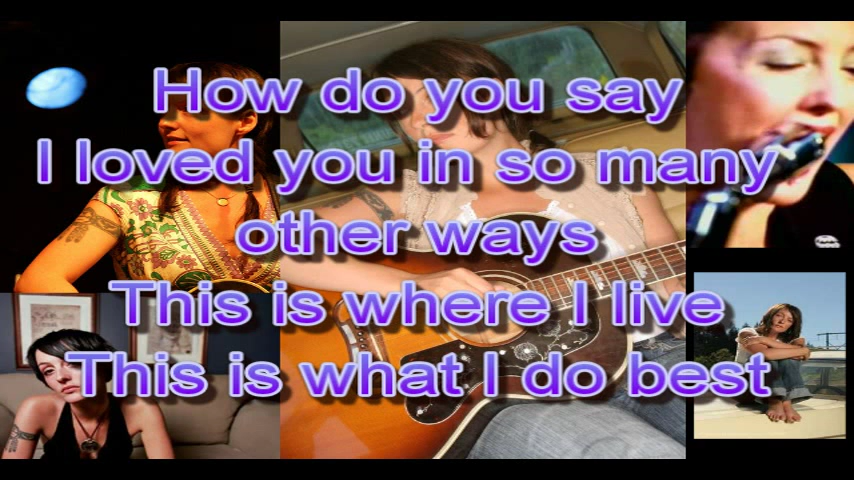 How do you say
I loved you in so many
other ways
This is where I live
This is what I do best